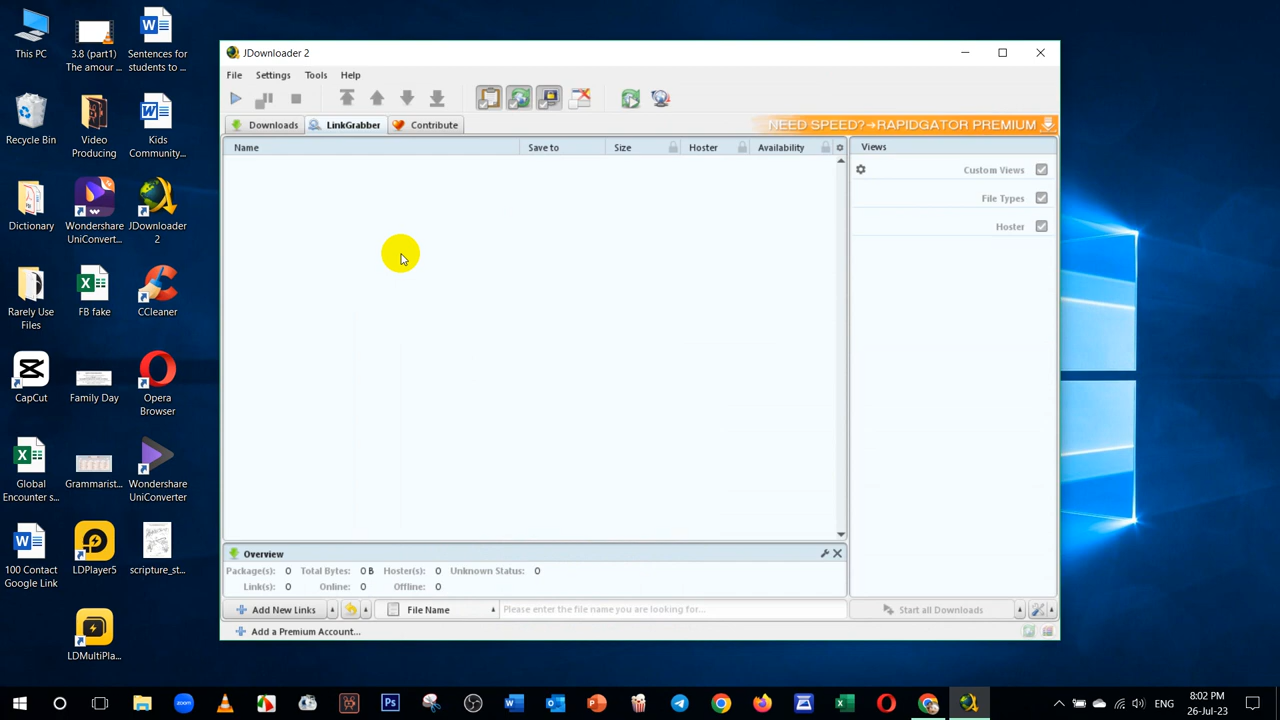 This PC
3.8 (part1)
The amour ...
Sentences for
students to ...
Recycle Bin
Video
Producing
Kids
Community...
Dictionary
Wondershare
UniConvert...
JDownloader
2
Rarely Use
Files
FB fake
CCleaner
CapCut
Family Day
Opera
Browser
Global
Encounter s...
Grammarist...
Wondershare
UniConverter
100 Contact
Google Link
LDPlayer5
scripture_st...
LDMultiPla...
JDownloader 2
File Settings Tools Help
Downloads LinkGrabber Contribute
NEED SPEED?➔RAPIDGATOR PREMIUM
Name Save to Size Hoster Availability
Views
Custom Views
File Types
Hoster
Overview
Package(s): 0 Total Bytes: 0 B Hoster(s): 0 Unknown Status: 0
Link(s): 0 Online: 0 Offline: 0
Add New Links File Name Please enter the file name you are looking for... Start all Downloads
Add a Premium Account...
ENG
8:02 PM
26-Jul-23